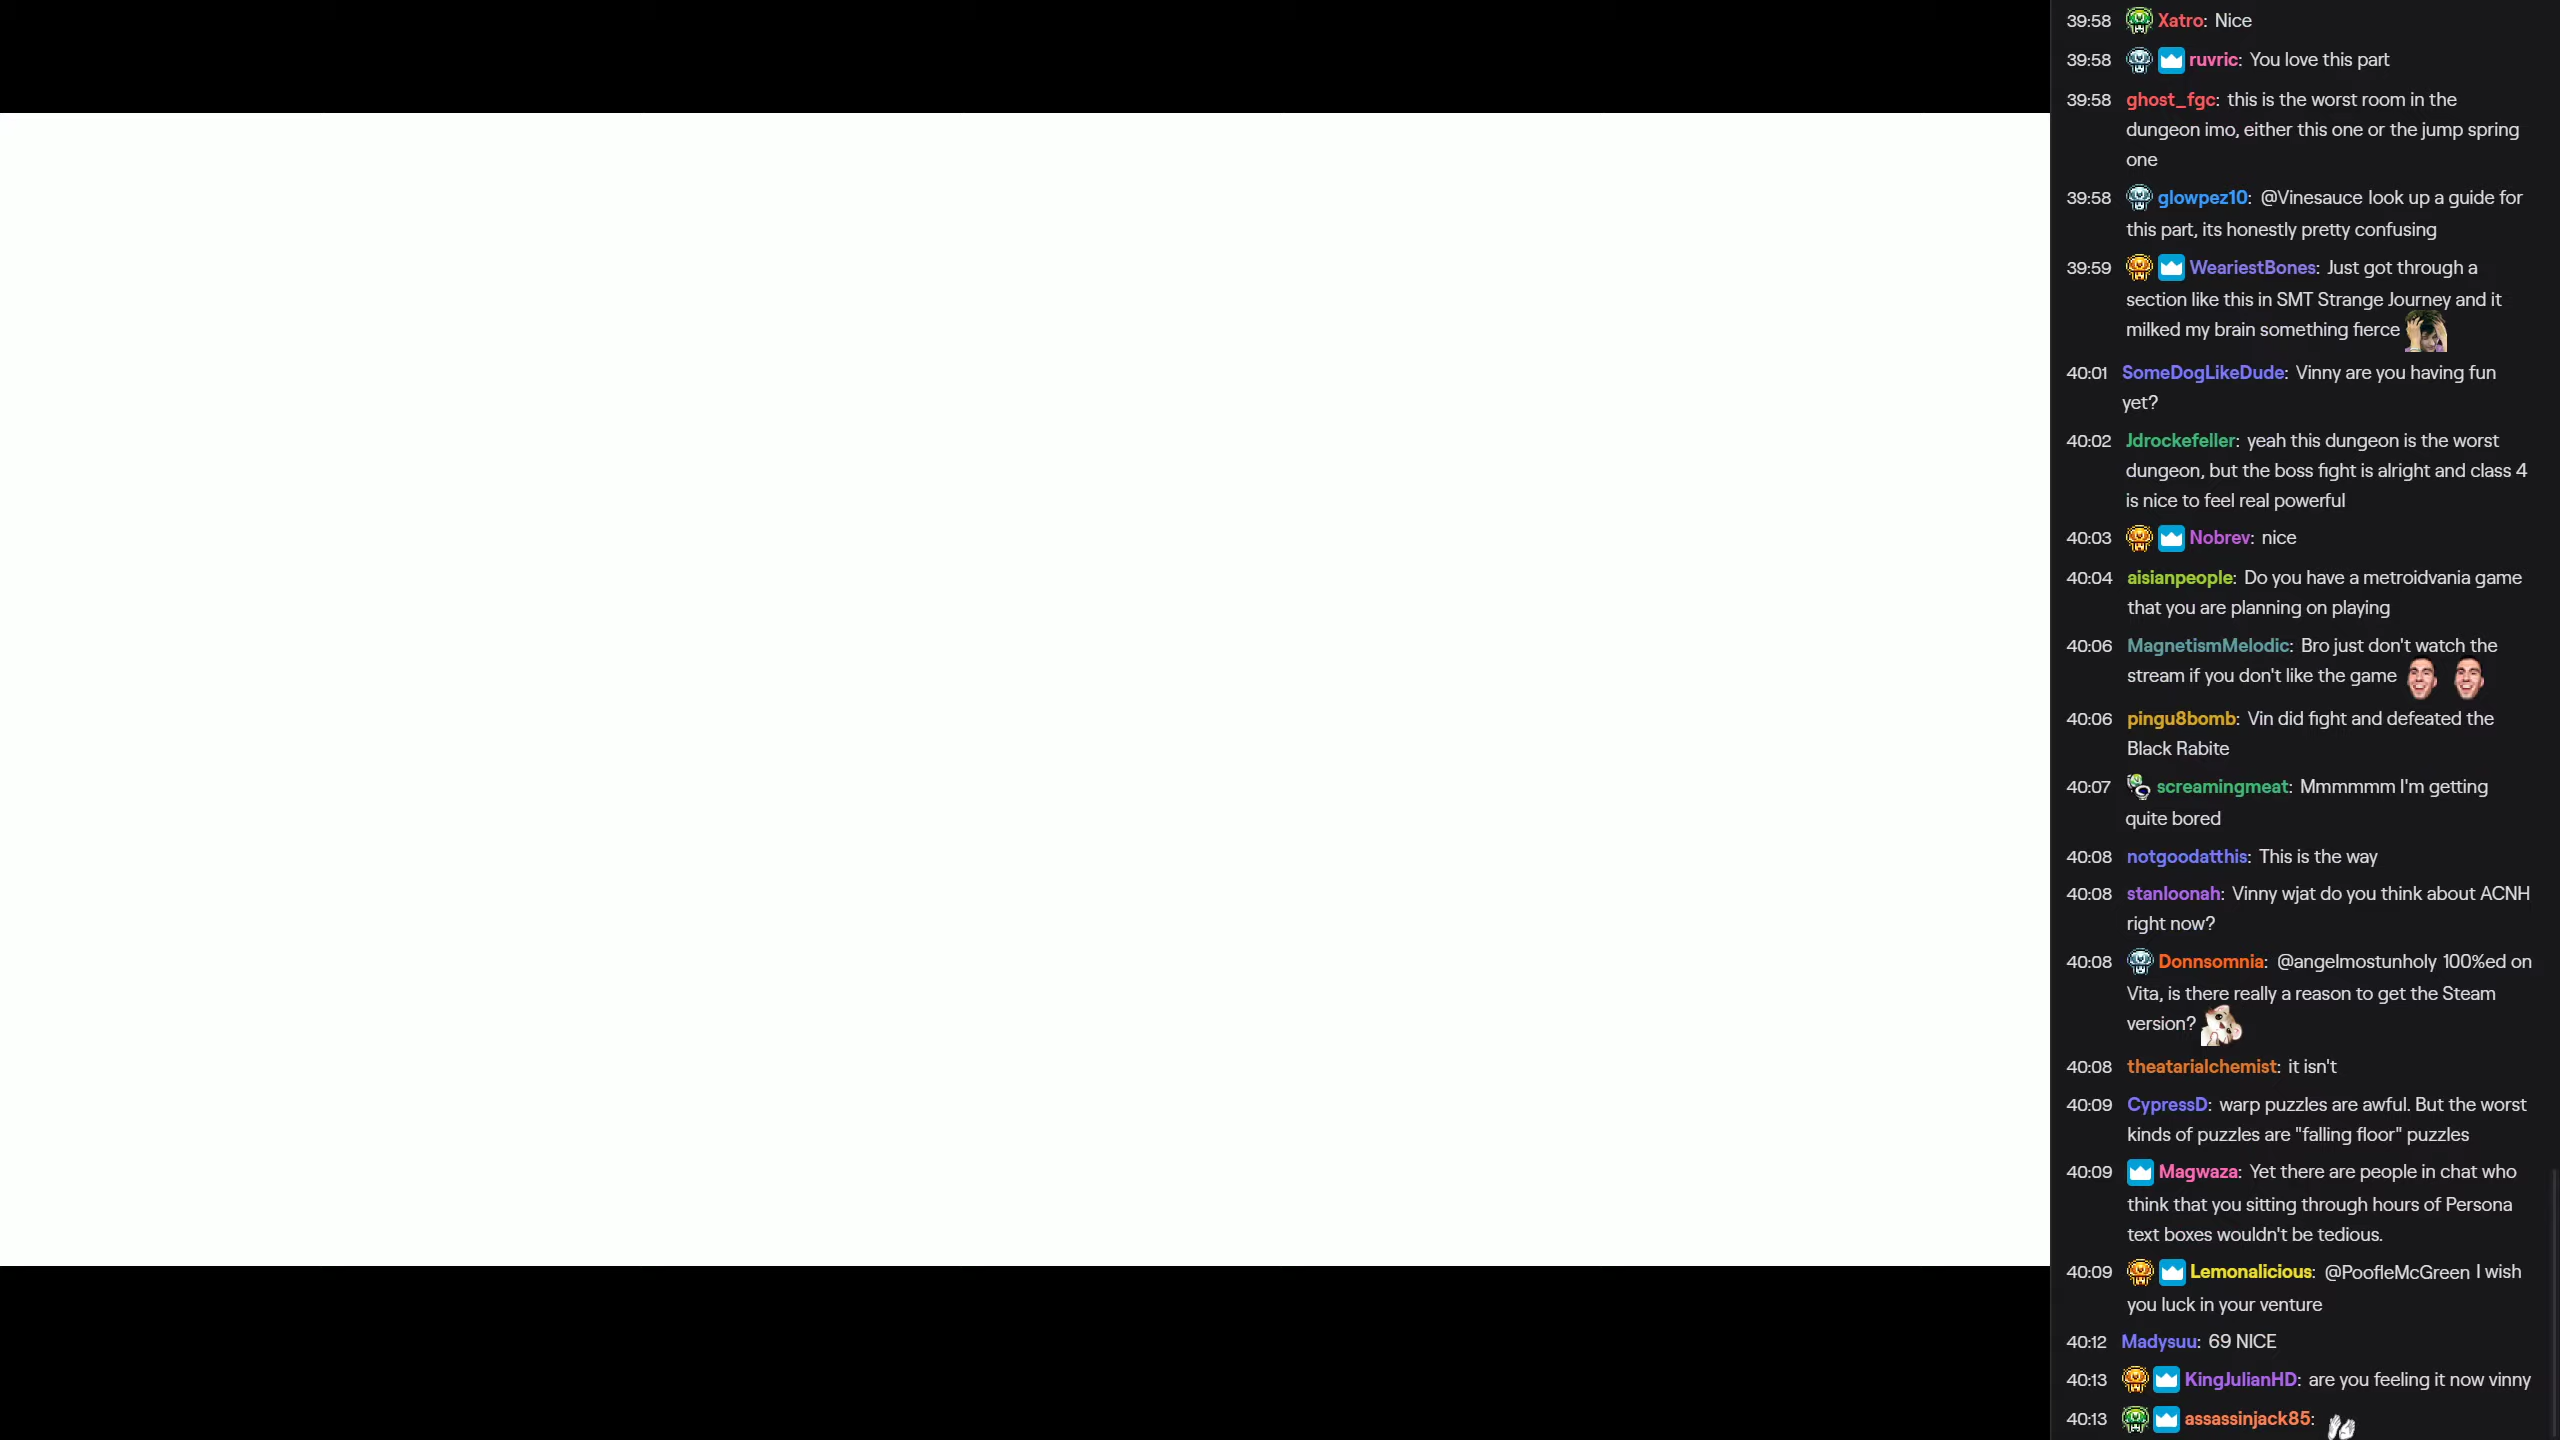 39:58 Xatro: Nice
39:58 ruvric: You love this part
39:58 ghost_fgc: this is the worst room in the
dungeon imo, either this one or the jump spring
one
39:58 glowpez10: @Vinesauce look up a guide for
this part, its honestly pretty confusing
39:59 WeariestBones: Just got through a
section like this in SMT Strange Journey and it
milked my brain something fierce
40:01 SomeDogLikeDude: Vinny are you having fun
yet?
40:02 Jdrockefeller: yeah this dungeon is the worst
dungeon, but the boss fight is alright and class 4
is nice to feel real powerful
40:03 Nobrev: nice
40:04 aisianpeople: Do you have a metroidvania game
that you are planning on playing
40:06 MagnetismMelodic: Bro just don't watch the
stream if you don't like the game
40:06 pingu8bomb: Vin did fight and defeated the
Black Rabite
40:07 screamingmeat: Mmmmmm I'm getting
quite bored
40:08 notgoodatthis: This is the way
40:08 stanloonah: Vinny wjat do you think about ACNH
right now?
40:08 Donnsomnia: @angelmostunholy 100%ed on
Vita, is there really a reason to get the Steam
version?
40:08 theatarialchemist: it isn't
40:09 CypressD: warp puzzles are awful. But the worst
kinds of puzzles are "falling floor" puzzles
40:09 Magwaza: Yet there are people in chat who
think that you sitting through hours of Persona
text boxes wouldn't be tedious.
40:09 Lemonalicious: @PoofleMcGreen I wish
you luck in your venture
40:12 Madysuu: 69 NICE
40:13 KingJulianHD: are you feeling it now vinny
40:13 assassinjack85: